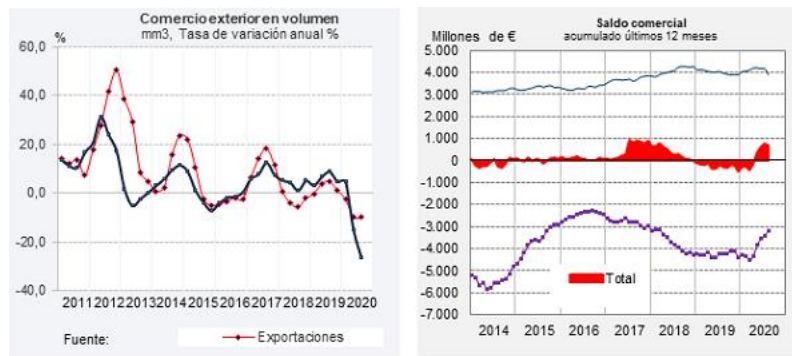 Comercio exterior en volumen
% mm3, Tasa de variación anual %
60,0
40,0
20,0
0,0
-20,0
-40,0
2011 2012 2013 2014 2015 2016 2017 2018 2019 2020
Fuente:
Exportaciones
Saldo comercial
Millones de € acumulado últimos 12 meses
5.000
4.000
3.000
2.000
1.000
0
-1.000
-2.000
-3.000
-4.000
-5.000
-6.000
-7.000
Total
2014 2015 2016 2017 2018 2019 2020